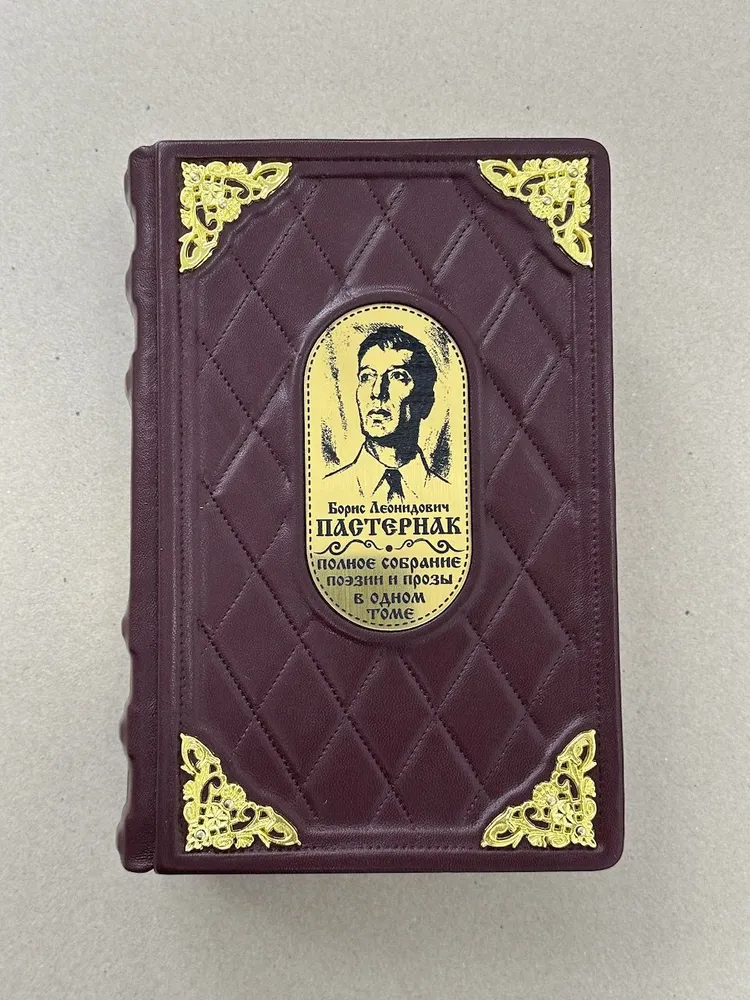 Борис Леонидович
ПАСТЕРНАК
ПОЛНОЕ СОБРАНИЕ
ПОЭЗИИ И ПРОЗЫ
В ОДНОМ
ТОМЕ